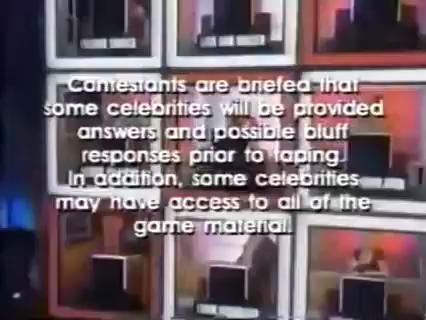 Contestants are briefed that
some celebrities will be provided
answers and possible bluff
responses prior to taping.
In addition, some celebrities
may have access to all of the
game material.